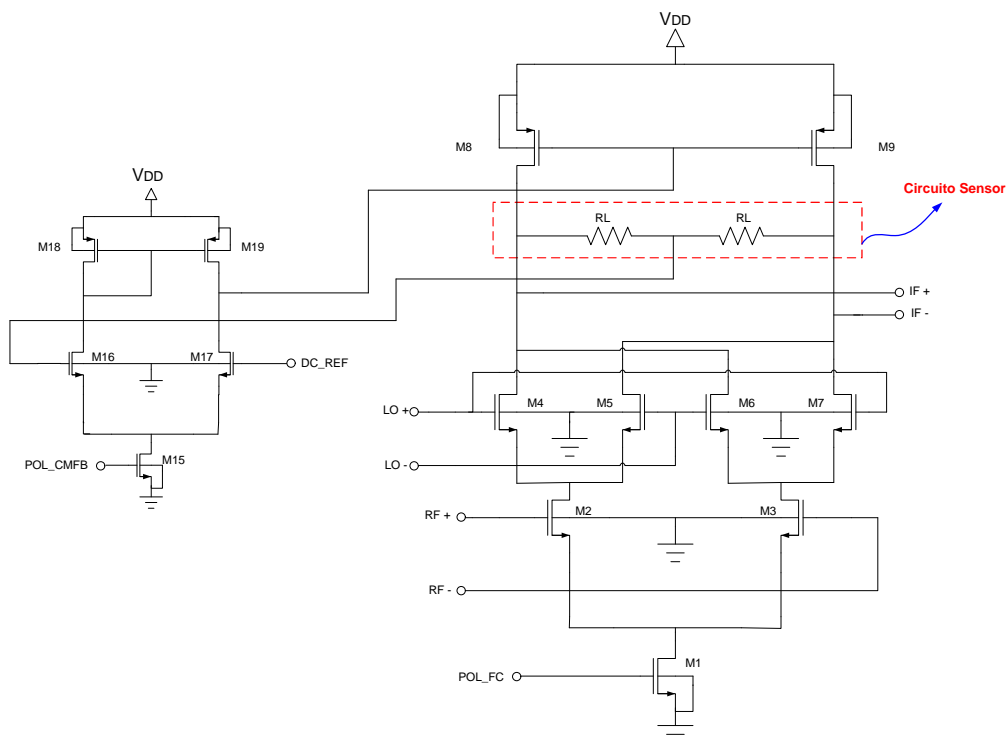 VDD
M8
M9
Circuito Sensor
VDD
RL
RL
M18
M19
IF +
IF -
M16
M17
DC_REF
LO +
M4
M5
M6
M7
POL_CMFB
M15
LO -
RF +
M2
M3
RF -
POL_FC
M1